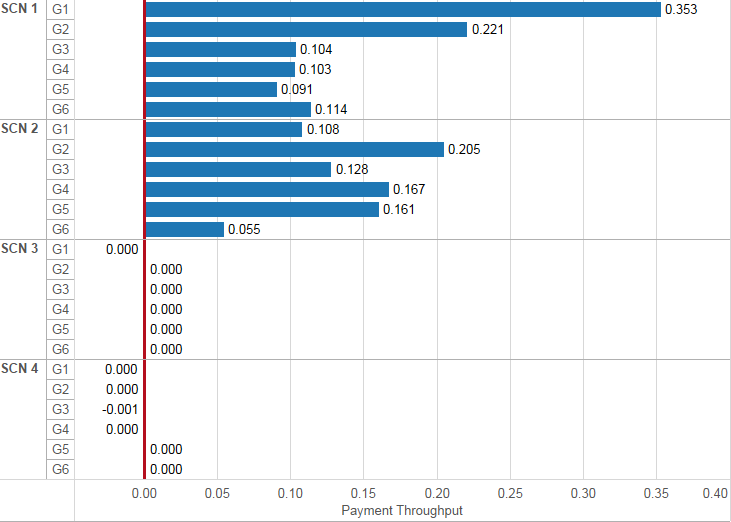 SCN 1 G1 0.353
G2 0.221
G3 0.104
G4 0.103
G5 0.091
G6 0.114
SCN 2 G1 0.108
G2 0.205
G3 0.128
G4 0.167
G5 0.161
G6 0.055
SCN 3 G1 0.000
G2 0.000
G3 0.000
G4 0.000
G5 0.000
G6 0.000
SCN 4 G1 0.000
G2 0.000
G3 -0.001
G4 0.000
G5 0.000
G6 0.000
0.00 0.05 0.10 0.15 0.20 0.25 0.30 0.35 0.40
Payment Throughput